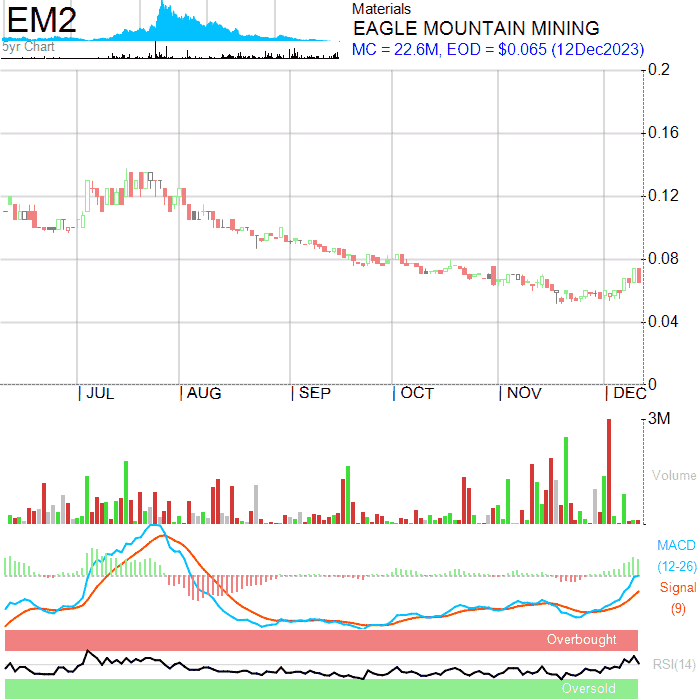 EM2
5yr Chart
Materials
EAGLE MOUNTAIN MINING
MC = 22.6M, EOD = $0.065 (12Dec2023)
0.2
0.16
0.12
0.08
0.04
0
JUL
AUG
SEP
OCT
NOV
DEC
3M
Volume
MACD
(12-26)
Signal
(9)
Overbought
RSI(14)
Oversold